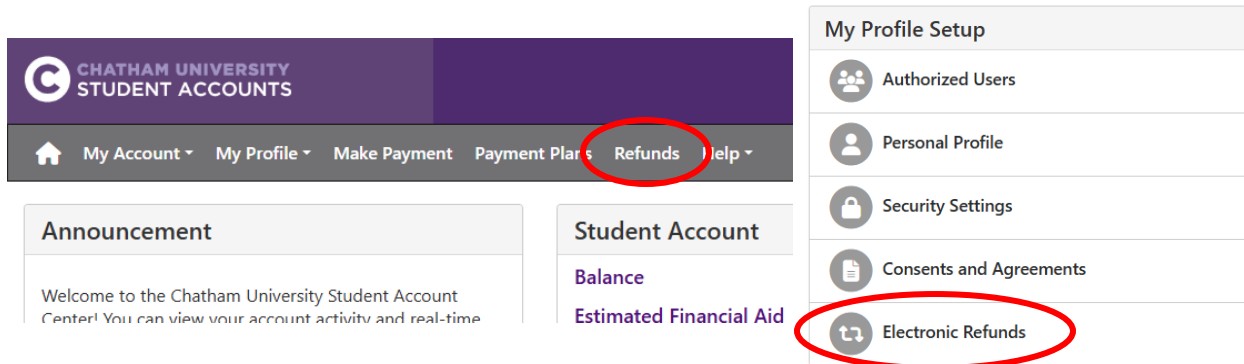 CHATHAM UNIVERSITY
STUDENT ACCOUNTS
My Account My Profile Make Payment Payment Plans Refunds Help
Announcement
Welcome to the Chatham University Student Account
Center! You can view your account activity and real-time
Student Account
Balance
Estimated Financial Aid
My Profile Setup
Authorized Users
Personal Profile
Security Settings
Consents and Agreements
Electronic Refunds